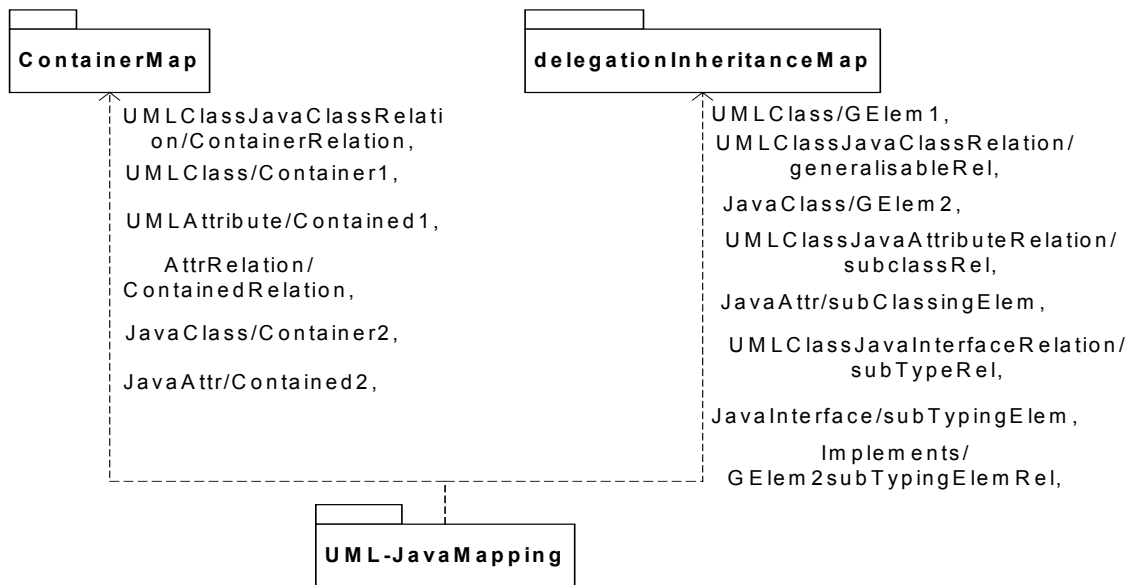 ContainerMap
delegationInheritanceMap
UMLClassJavaClassRelati
on/ContainerRelation,
UMLClass/Container1,
UMLAttribute/Contained1,
AttrRelation/
ContainedRelation,
JavaClass/Container2,
JavaAttr/Contained2,
UMLClass/GElem1,
UMLClassJavaClassRelation/
generalisableRel,
JavaClass/GElem2,
UMLClassJavaAttributeRelation/
subclassRel,
JavaAttr/subClassingElem,
UMLClassJavaInterfaceRelation/
subTypeRel,
JavaInterface/subTypingElem,
Implements/
GElem2subTypingElemRel,
UML-JavaMapping